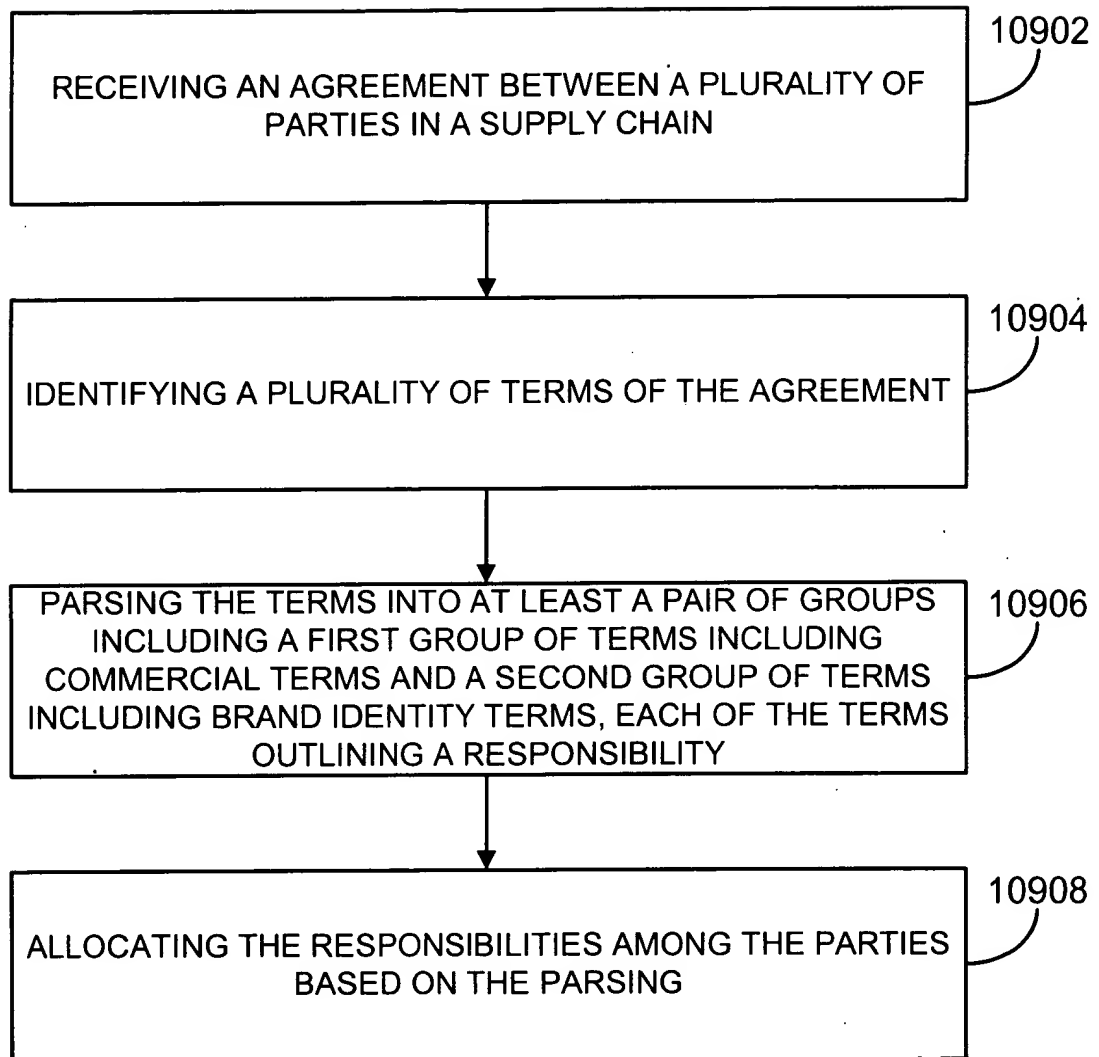 10902
RECEIVING AN AGREEMENT BETWEEN A PLURALITY OF
PARTIES IN A SUPPLY CHAIN
10904
IDENTIFYING A PLURALITY OF TERMS OF THE AGREEMENT
10906
PARSING THE TERMS INTO AT LEAST A PAIR OF GROUPS
INCLUDING A FIRST GROUP OF TERMS INCLUDING
COMMERCIAL TERMS AND A SECOND GROUP OF TERMS
INCLUDING BRAND IDENTITY TERMS, EACH OF THE TERMS
OUTLINING A RESPONSIBILITY
10908
ALLOCATING THE RESPONSIBILITIES AMONG THE PARTIES
BASED ON THE PARSING